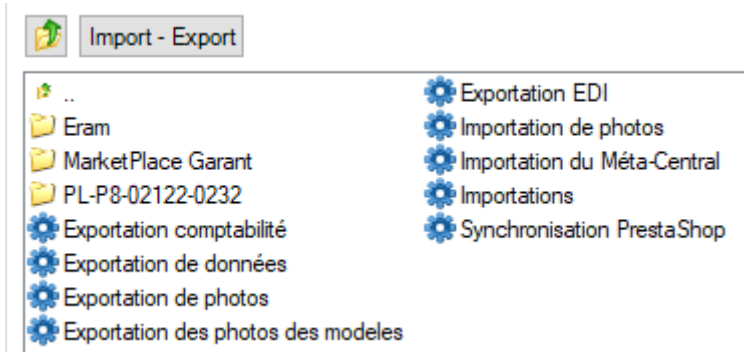 Import - Export
..
Eram
MarketPlace Garant
PL-P8-02122-0232
Exportation comptabilité
Exportation de données
Exportation de photos
Exportation des photos des modeles
Exportation EDI
Importation de photos
Importation du Méta-Central
Importations
Synchronisation PrestaShop